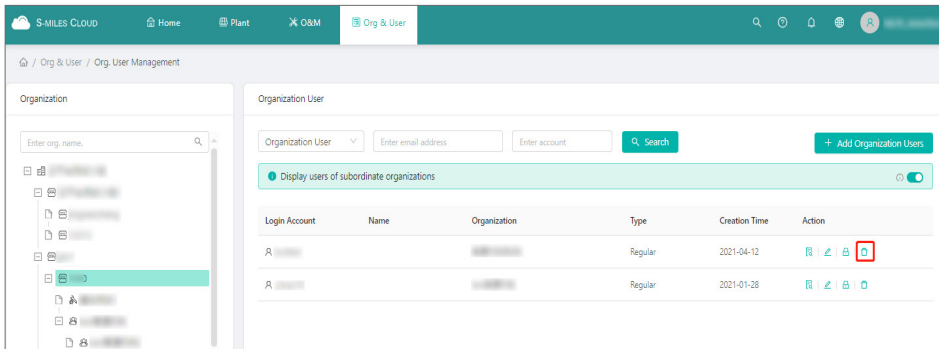 S-MILES CLOUD Home Plant O&M Org & User
/ Org & User / Org. User Management
Organization
Organization User
Enter org. name.
Organization User Enter email address Enter account Search + Add Organization Users
Display users of subordinate organizations
Login Account Name Organization Type Creation Time Action
Regular 2021-04-12
Regular 2021-01-28